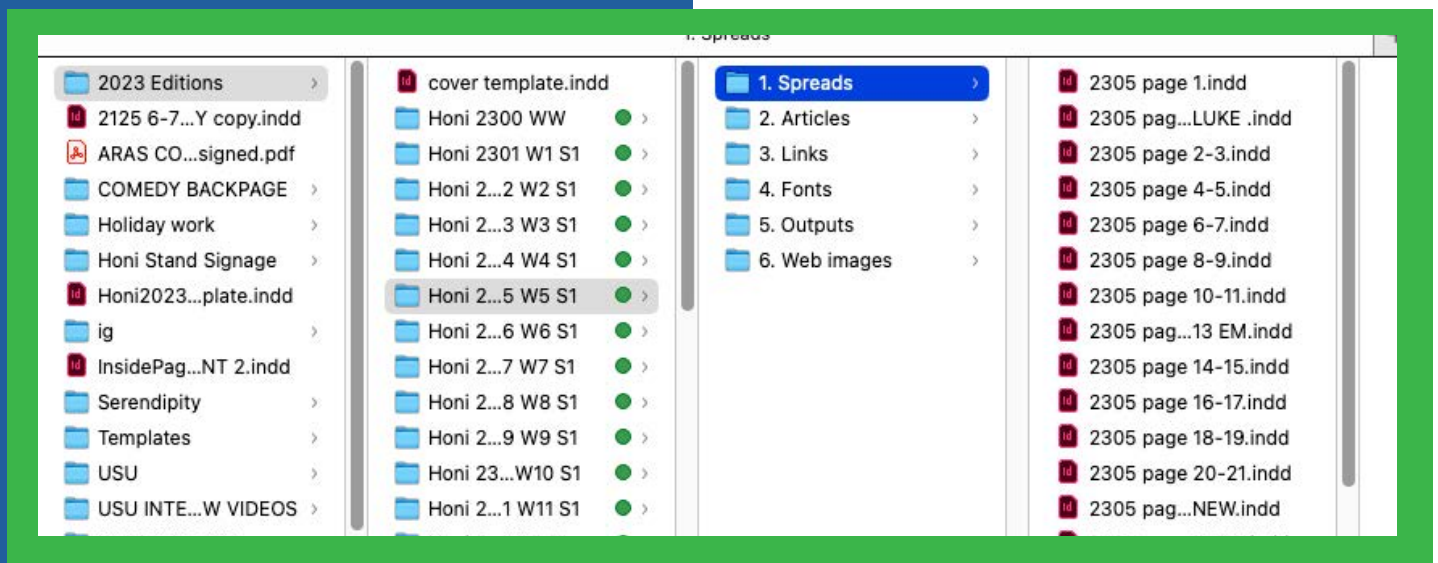 1. Spreads
2023 Editions
2125 6-7...Y copy.indd
ARAS CO...signed.pdf
COMEDY BACKPAGE
Holiday work
Honi Stand Signage
Honi2023...plate.indd
ig
InsidePag...NT 2.indd
Serendipity
Templates
USU
USU INTE...W VIDEOS
cover template.indd
Honi 2300 WW
Honi 2301 W1 S1
Honi 2...2 W2 S1
Honi 2...3 W3 S1
Honi 2...4 W4 S1
Honi 2...5 W5 S1
Honi 2...6 W6 S1
Honi 2...7 W7 S1
Honi 2...8 W8 S1
Honi 2...9 W9 S1
Honi 23...W10 S1
Honi 2...1 W11 S1
1. Spreads
2. Articles
3. Links
4. Fonts
5. Outputs
6. Web images
2305 page 1.indd
2305 pag...LUKE .indd
2305 page 2-3.indd
2305 page 4-5.indd
2305 page 6-7.indd
2305 page 8-9.indd
2305 page 10-11.indd
2305 pag...13 EM.indd
2305 page 14-15.indd
2305 page 16-17.indd
2305 page 18-19.indd
2305 page 20-21.indd
2305 pag...NEW.indd